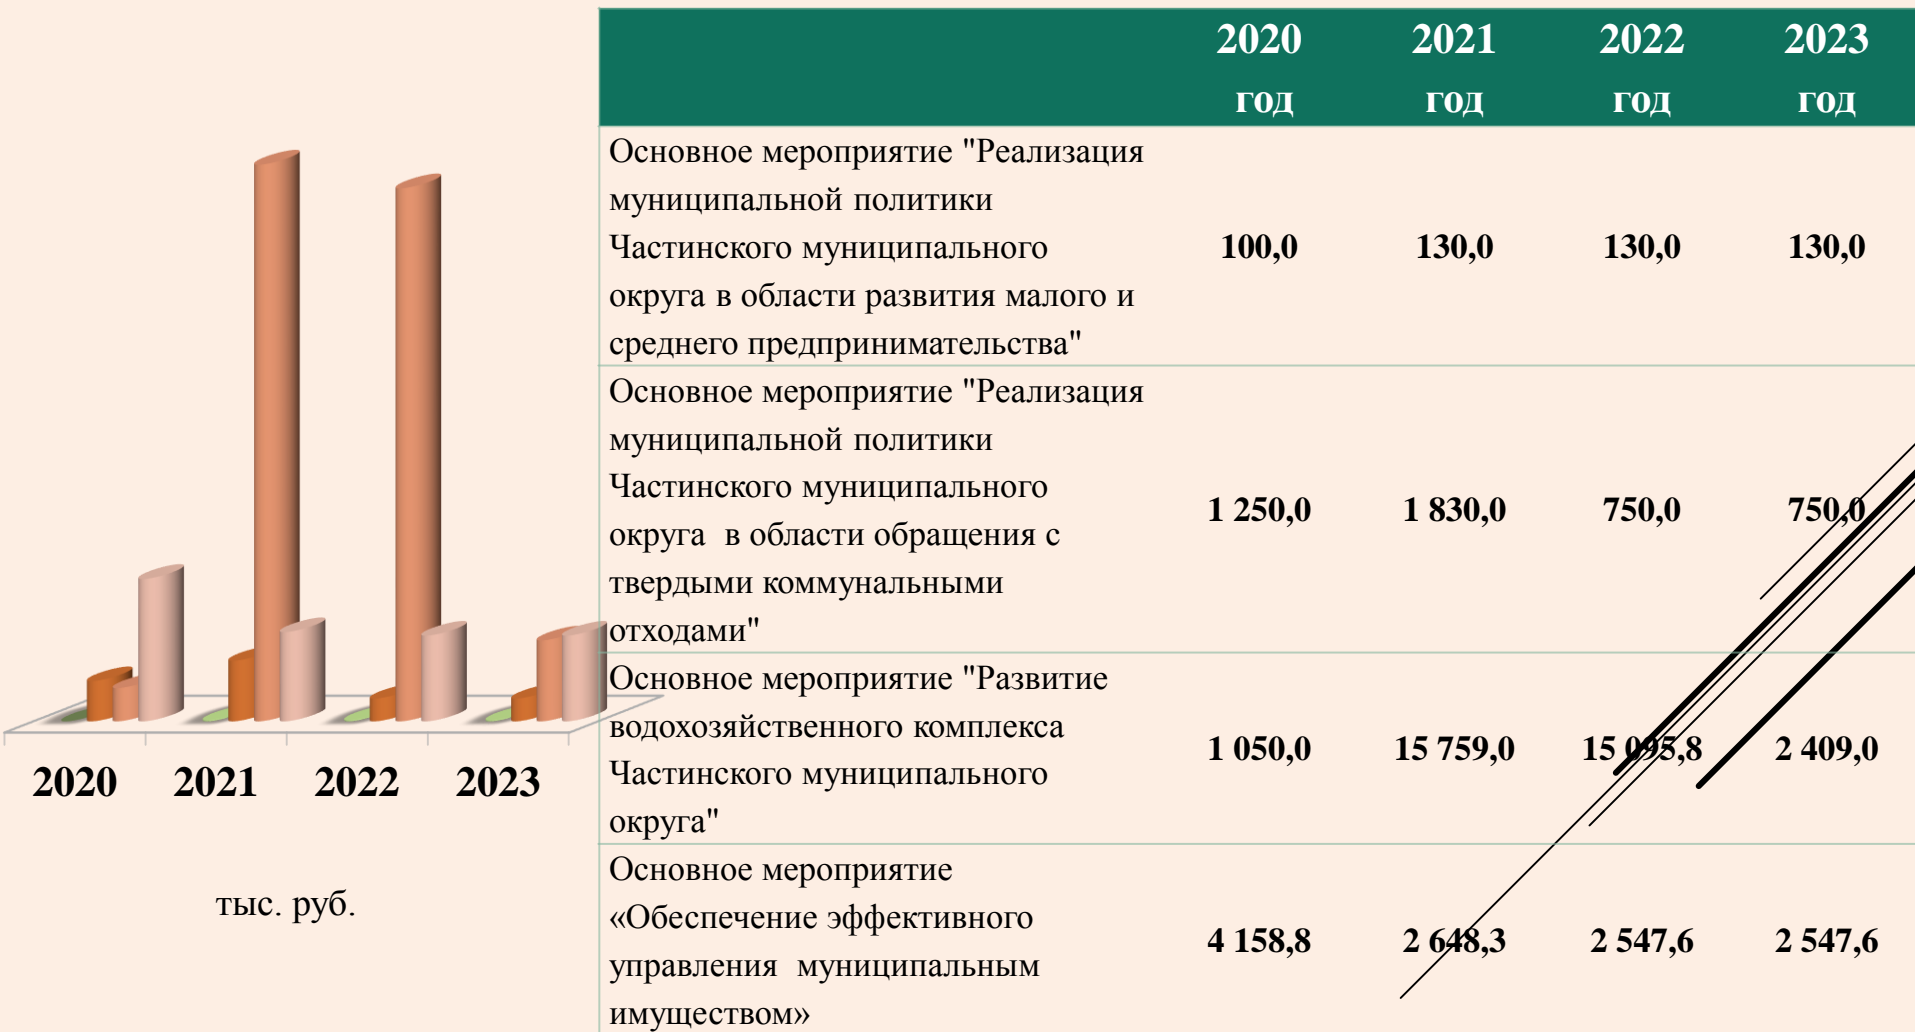 2020 2021 2022 2023
год год год год
Основное мероприятие "Реализация
муниципальной политики
Частинского муниципального
округа в области развития малого и
среднего предпринимательства"
100,0 130,0 130,0 130,0
Основное мероприятие "Реализация
муниципальной политики
Частинского муниципального
округа  в области обращения с
твердыми коммунальными
отходами"
1 250,0 1 830,0 750,0 750,0
Основное мероприятие "Развитие
водохозяйственного комплекса
Частинского муниципального
округа"
1 050,0 15 759,0 15 095,8 2 409,0
Основное мероприятие
«Обеспечение эффективного
управления  муниципальным
имуществом»
4 158,8 2 648,3 2 547,6 2 547,6
2020 2021 2022 2023
тыс. руб.